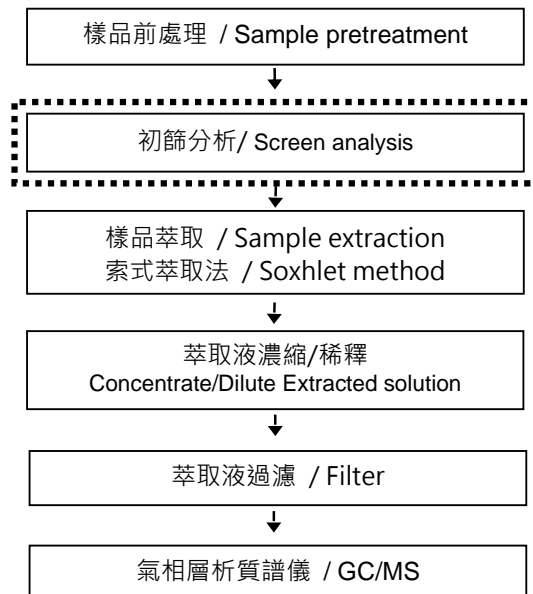 樣品前處理 / Sample pretreatment
初篩分析/ Screen analysis
樣品萃取 / Sample extraction
索式萃取法 / Soxhlet method
萃取液濃縮/稀釋
Concentrate/Dilute Extracted solution
萃取液過濾 / Filter
氣相層析質譜儀 / GC/MS